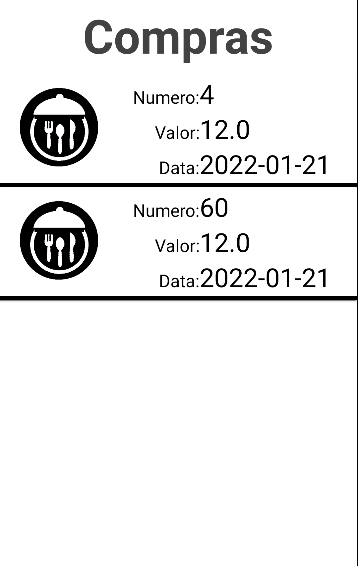 Compras
Numero:4
Valor:12.0
Data:2022-01-21
Numero:60
Valor:12.0
Data:2022-01-21